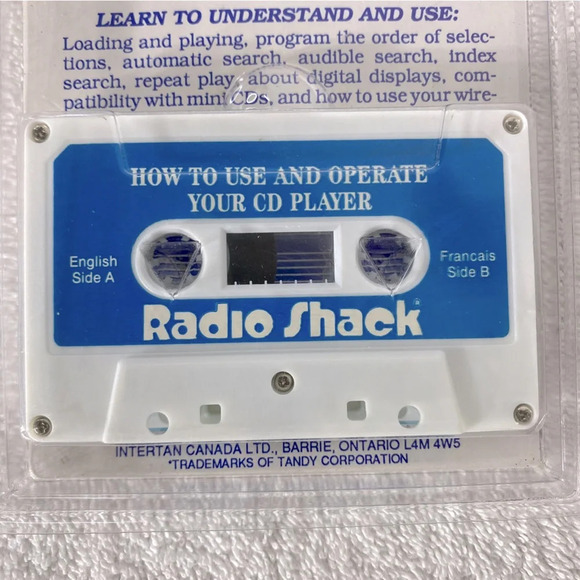 LEARN TO UNDERSTAND AND USE:
Loading and playing, program the order of selec-
tions, automatic search, audible search, index
search, repeat play, about digital displays, com-
patibility with mini CDs, and how to use your wire-
HOW TO USE AND OPERATE
YOUR CD PLAYER
English
Side A
Francais
Side B
Radio Shack®
INTERTAN CANADA LTD., BARRIE, ONTARIO L4M 4W5
*TRADEMARKS OF TANDY CORPORATION